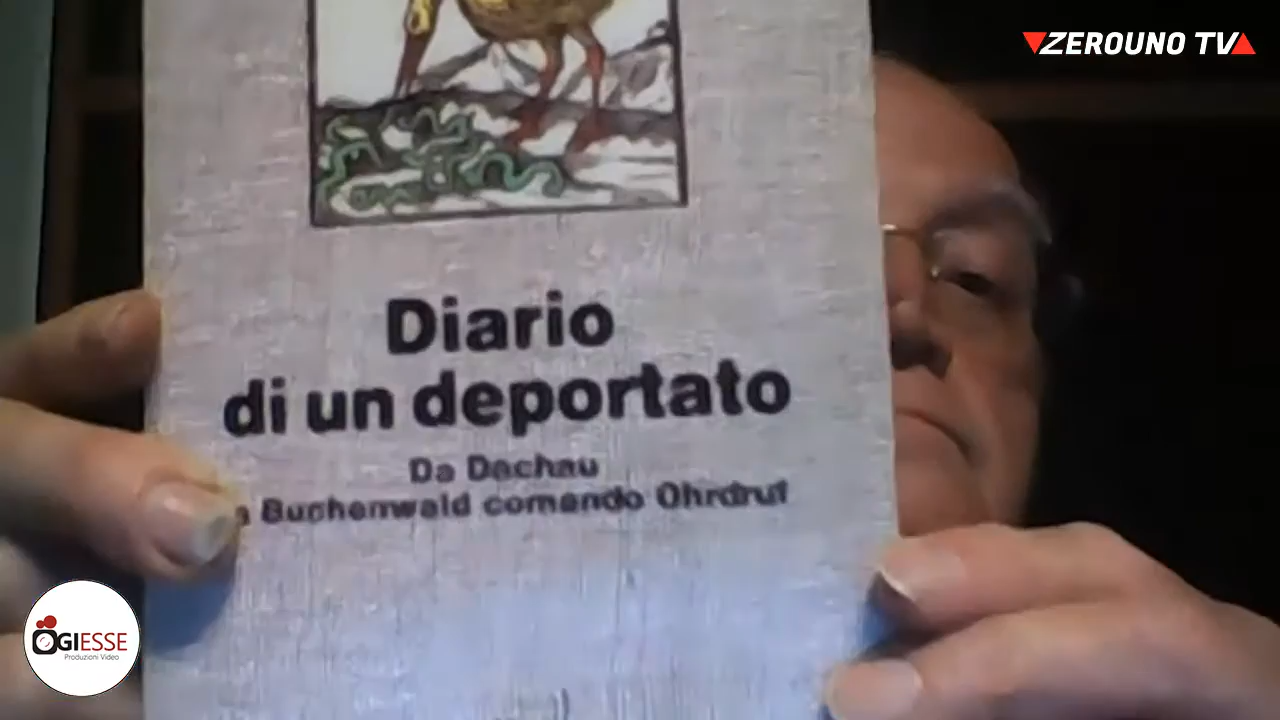 ZEROUNO TV
Diario
di un deportato
Da Dachau
a Buchenwald comando Ohrdruf
OGIESSE
Produzioni Video